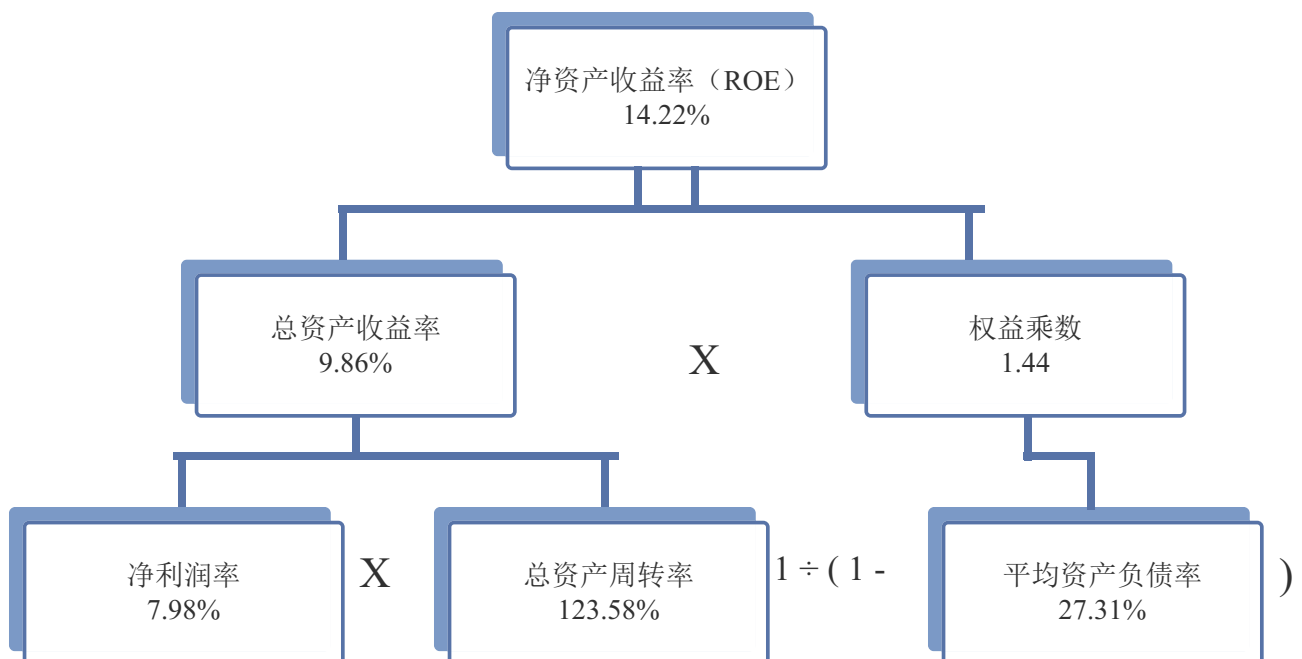 净资产收益率（ROE）
14.22%
总资产收益率
9.86%
X
权益乘数
1.44
净利润率
7.98%
X
总资产周转率
123.58%
1 ÷ ( 1 -
平均资产负债率
27.31%
)